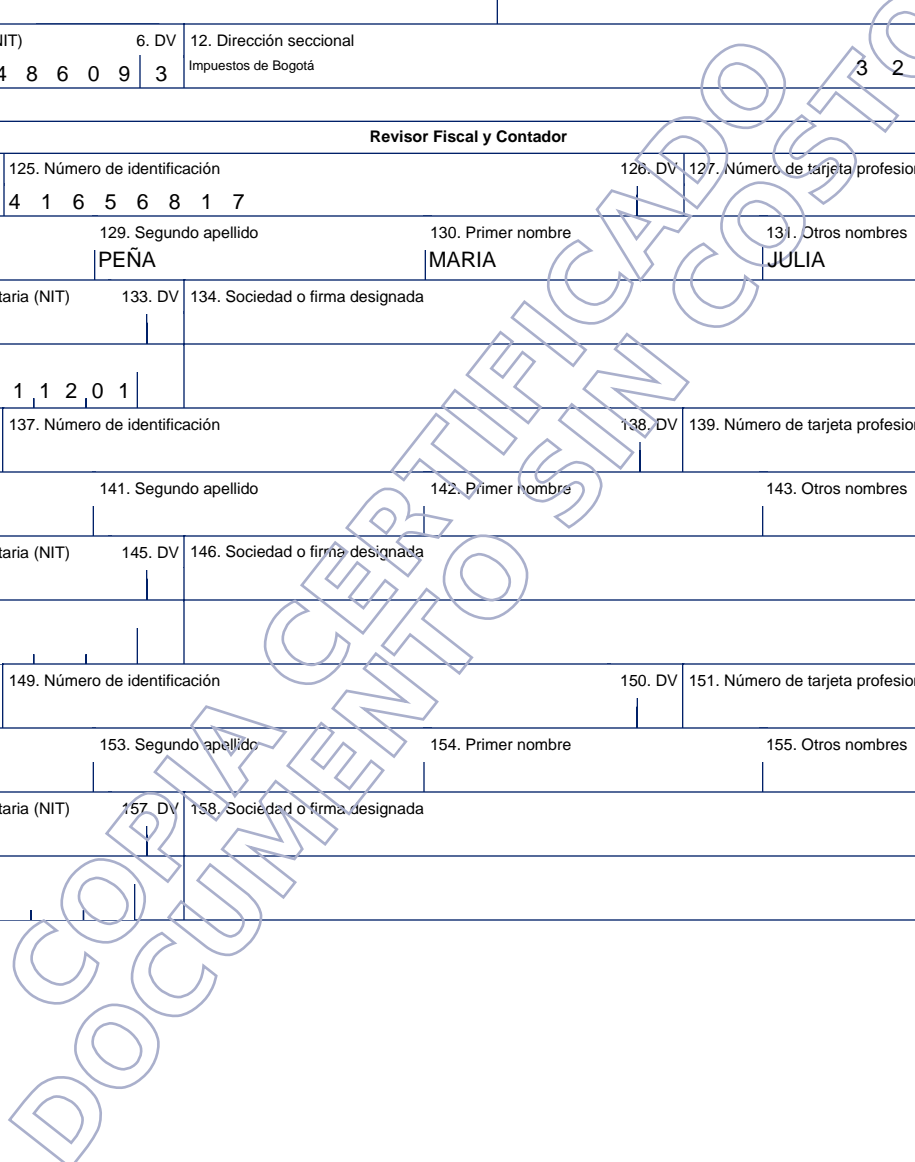 NIT) 6. DV 12. Dirección seccional
4 8 6 0 9 3 Impuestos de Bogotá 3 2
Revisor Fiscal y Contador
125. Número de identificación 126. DV 127. Número de tarjeta profesion
4 1 6 5 6 8 1 7
129. Segundo apellido 130. Primer nombre 131. Otros nombres
PEÑA MARIA JULIA
taria (NIT) 133. DV 134. Sociedad o firma designada
1 1 2 0 1
137. Número de identificación 138. DV 139. Número de tarjeta profesion
141. Segundo apellido 142. Primer nombre 143. Otros nombres
taria (NIT) 145. DV 146. Sociedad o firma designada
149. Número de identificación 150. DV 151. Número de tarjeta profesion
153. Segundo apellido 154. Primer nombre 155. Otros nombres
taria (NIT) 157. DV 158. Sociedad o firma designada
COPIA CERTIFICADO
DOCUMENTO SIN COSTO